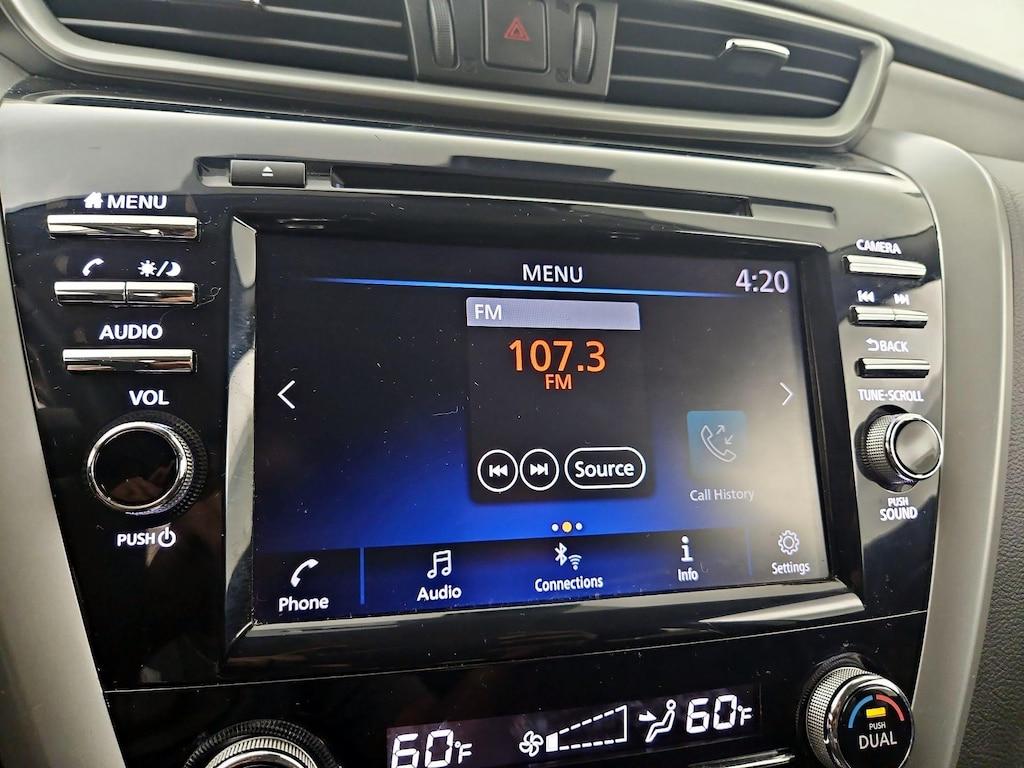 MENU
CAMERA
AUDIO
BACK
VOL
TUNE·SCROLL
PUSH
PUSH
SOUND
MENU 4:20
FM
107.3
FM
Source
Call History
Phone
Audio
Connections
Info
Settings
60°F
60°F
PUSH
DUAL